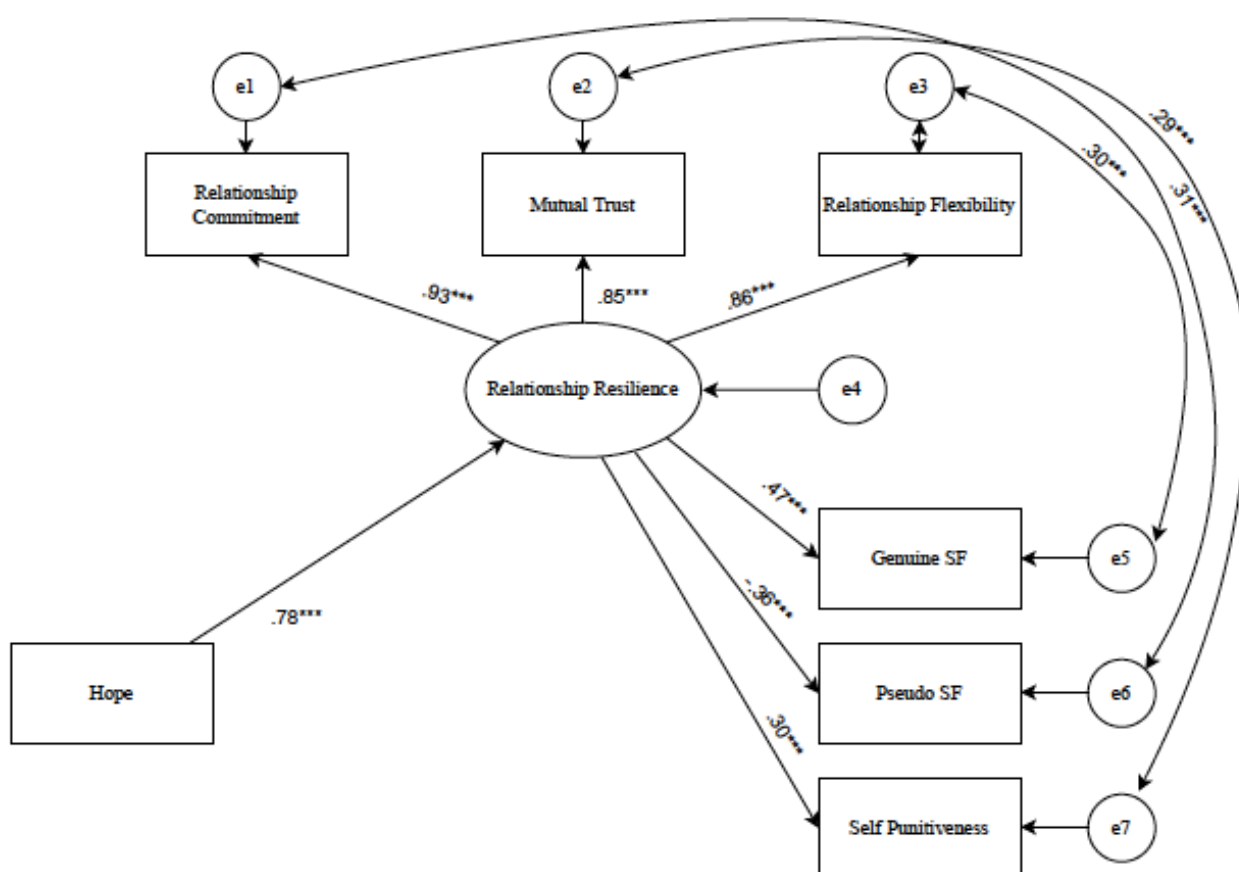 e1
e2
e3
Relationship
Commitment
Mutual Trust
Relationship Flexibility
.29***
.30***
.31***
.93***
.85***
.86***
Relationship Resilience
e4
.47***
Genuine SF
e5
.78***
-.36***
Hope
Pseudo SF
e6
.30***
Self Punitiveness
e7